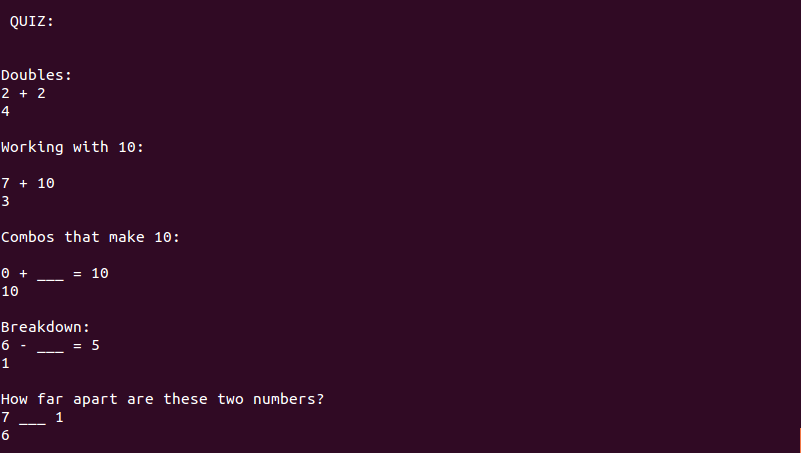 QUIZ:
Doubles:
2 + 2
4
Working with 10:
7 + 10
3
Combos that make 10:
0 + ___ = 10
10
Breakdown:
6 - ___ = 5
1
How far apart are these two numbers?
7 ___ 1
6